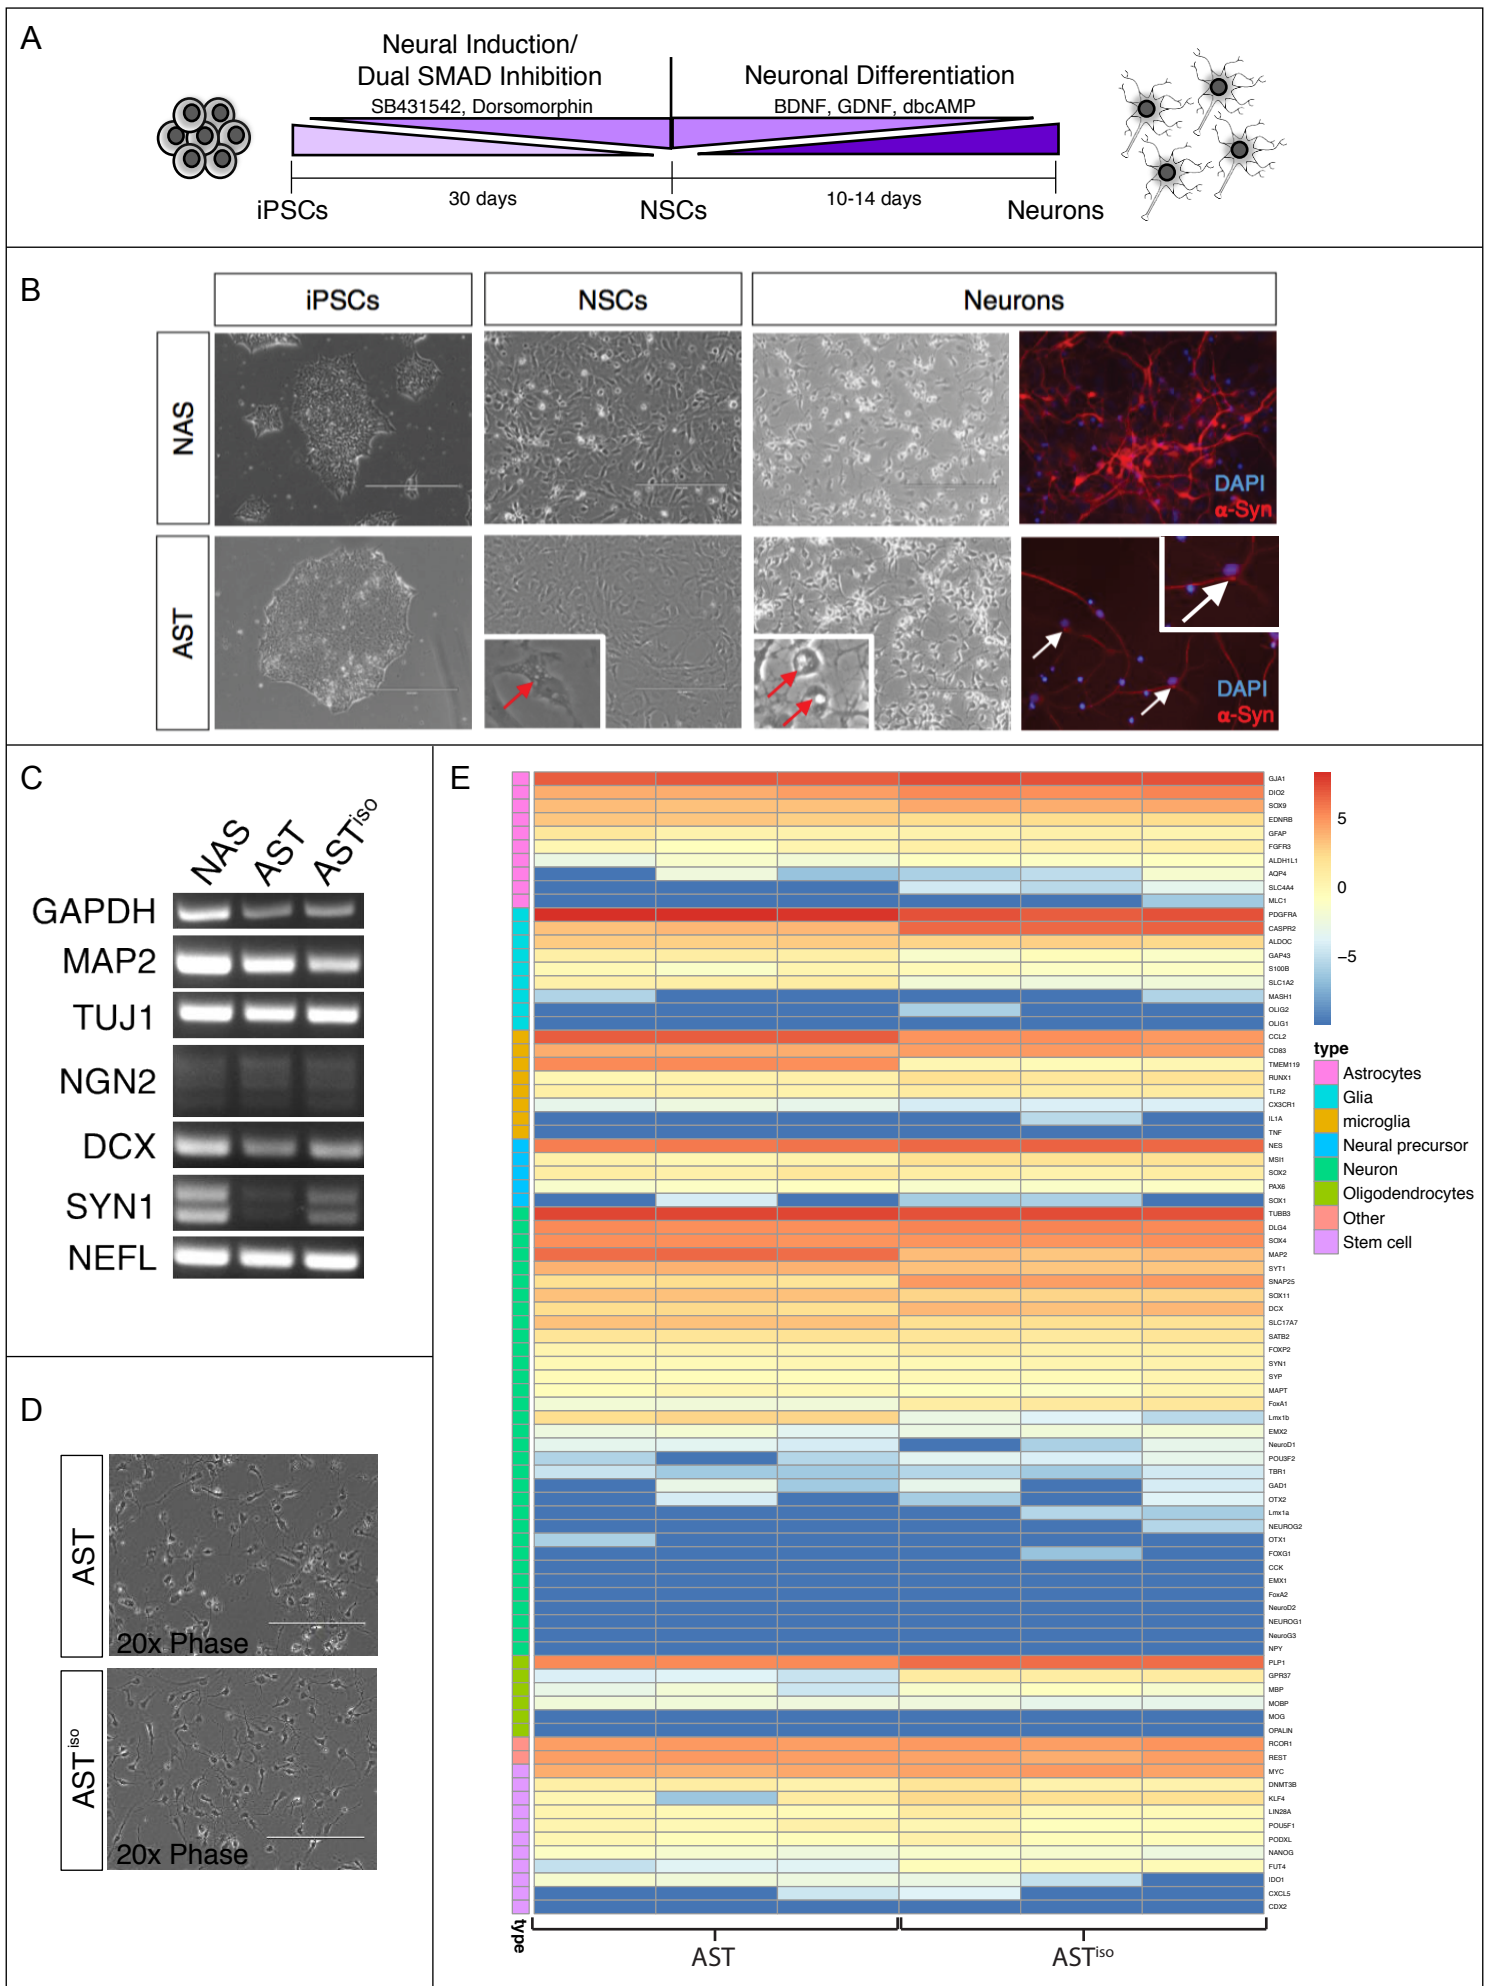 A
Neural Induction/
Dual SMAD Inhibition
SB431542, Dorsomorphin
Neuronal Differentiation
BDNF, GDNF, dbcAMP
iPSCs
30 days
NSCs
10-14 days
Neurons
B
iPSCs
NSCs
Neurons
NAS
DAPI
α-Syn
AST
DAPI
α-Syn
C
NAS
AST
ASTiso
GAPDH
MAP2
TUJ1
NGN2
DCX
SYN1
NEFL
D
AST
20x Phase
ASTiso
20x Phase
E
GJA1
DIO2
SOX9
EDNRB
GFAP
FGFR3
ALDH1L1
AQP4
SLC4A4
MLC1
PDGFRA
CASPR2
ALDOC
GAP43
S100B
SLC1A2
MASH1
OLIG2
OLIG1
CCL2
CD83
TMEM119
RUNX1
TLR2
CX3CR1
IL1A
TNF
NES
MSI1
SOX2
PAX6
SOX1
TUBB3
DLG4
SOX4
MAP2
SYT1
SNAP25
SOX11
DCX
SLC17A7
SATB2
FOXP2
SYN1
SYP
MAPT
FoxA1
Lmx1b
EMX2
NeuroD1
POU3F2
TBR1
GAD1
OTX2
Lmx1a
NEUROG2
OTX1
FOXG1
CCK
EMX1
FoxA2
NeuroD2
NEUROG1
NeuroG3
NPY
PLP1
GPR37
MBP
MOBP
MOG
OPALIN
RCOR1
REST
MYC
DNMT3B
KLF4
LIN28A
POU5F1
PODXL
NANOG
FUT4
IDO1
CXCL5
CDX2
5
0
−5
type
Astrocytes
Glia
microglia
Neural precursor
Neuron
Oligodendrocytes
Other
Stem cell
type
AST
ASTiso